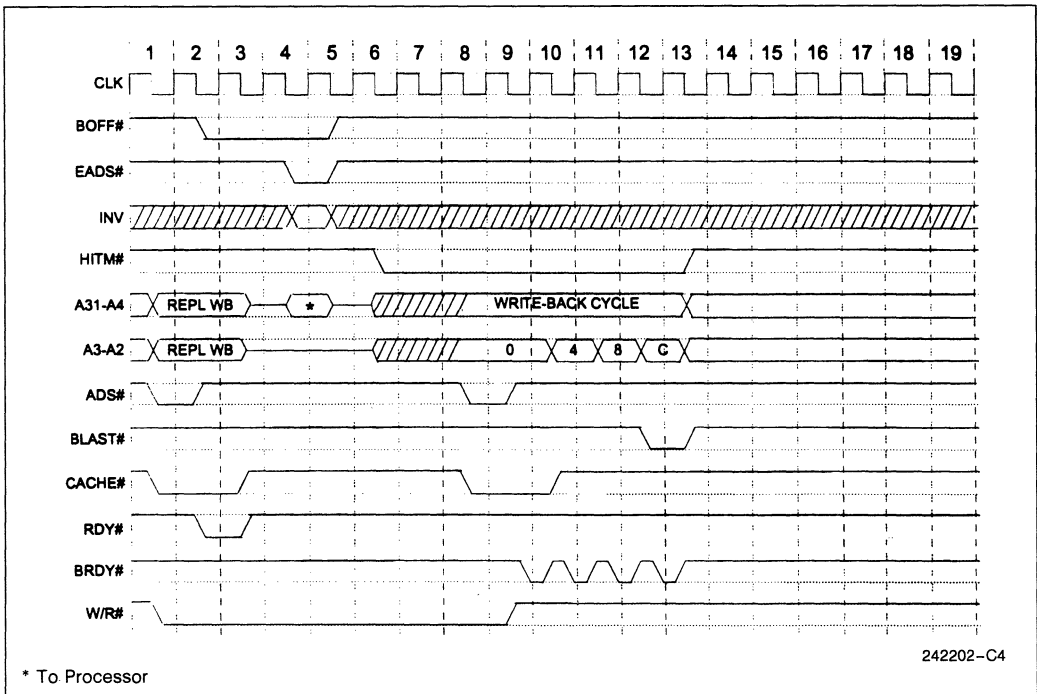 1 2 3 4 5 6 7 8 9 10 11 12 13 14 15 16 17 18 19
CLK
BOFF#
EADS#
INV
HITM#
A31-A4 REPL WB * WRITE-BACK CYCLE
A3-A2 REPL WB 0 4 8 C
ADS#
BLAST#
CACHE#
RDY#
BRDY#
W/R#
242202-C4
* To Processor